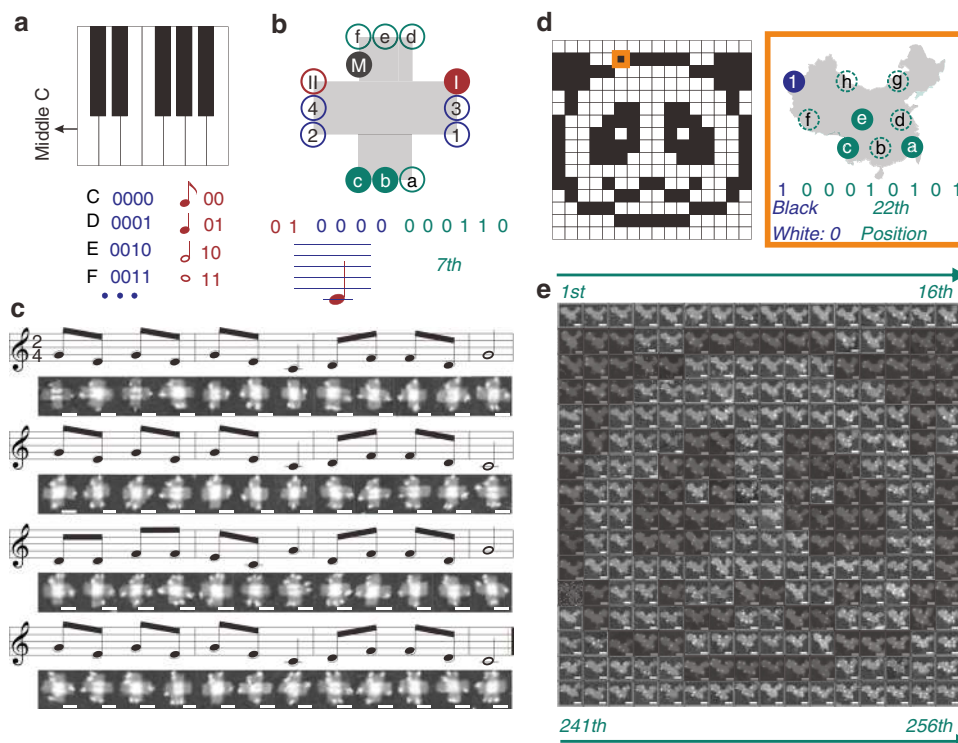 a
Middle C
C 0000 00
D 0001 01
E 0010 10
F 0011 11
b
f e d
M
II I
4 3
2 1
c b a
0 1 0 0 0 0 0 0 0 1 1 0
7th
c
2
4
d
1 h g
f e d
c b a
1 0 0 0 1 0 1 0 1
Black 22th
White: 0 Position
e
1st 16th
241th 256th